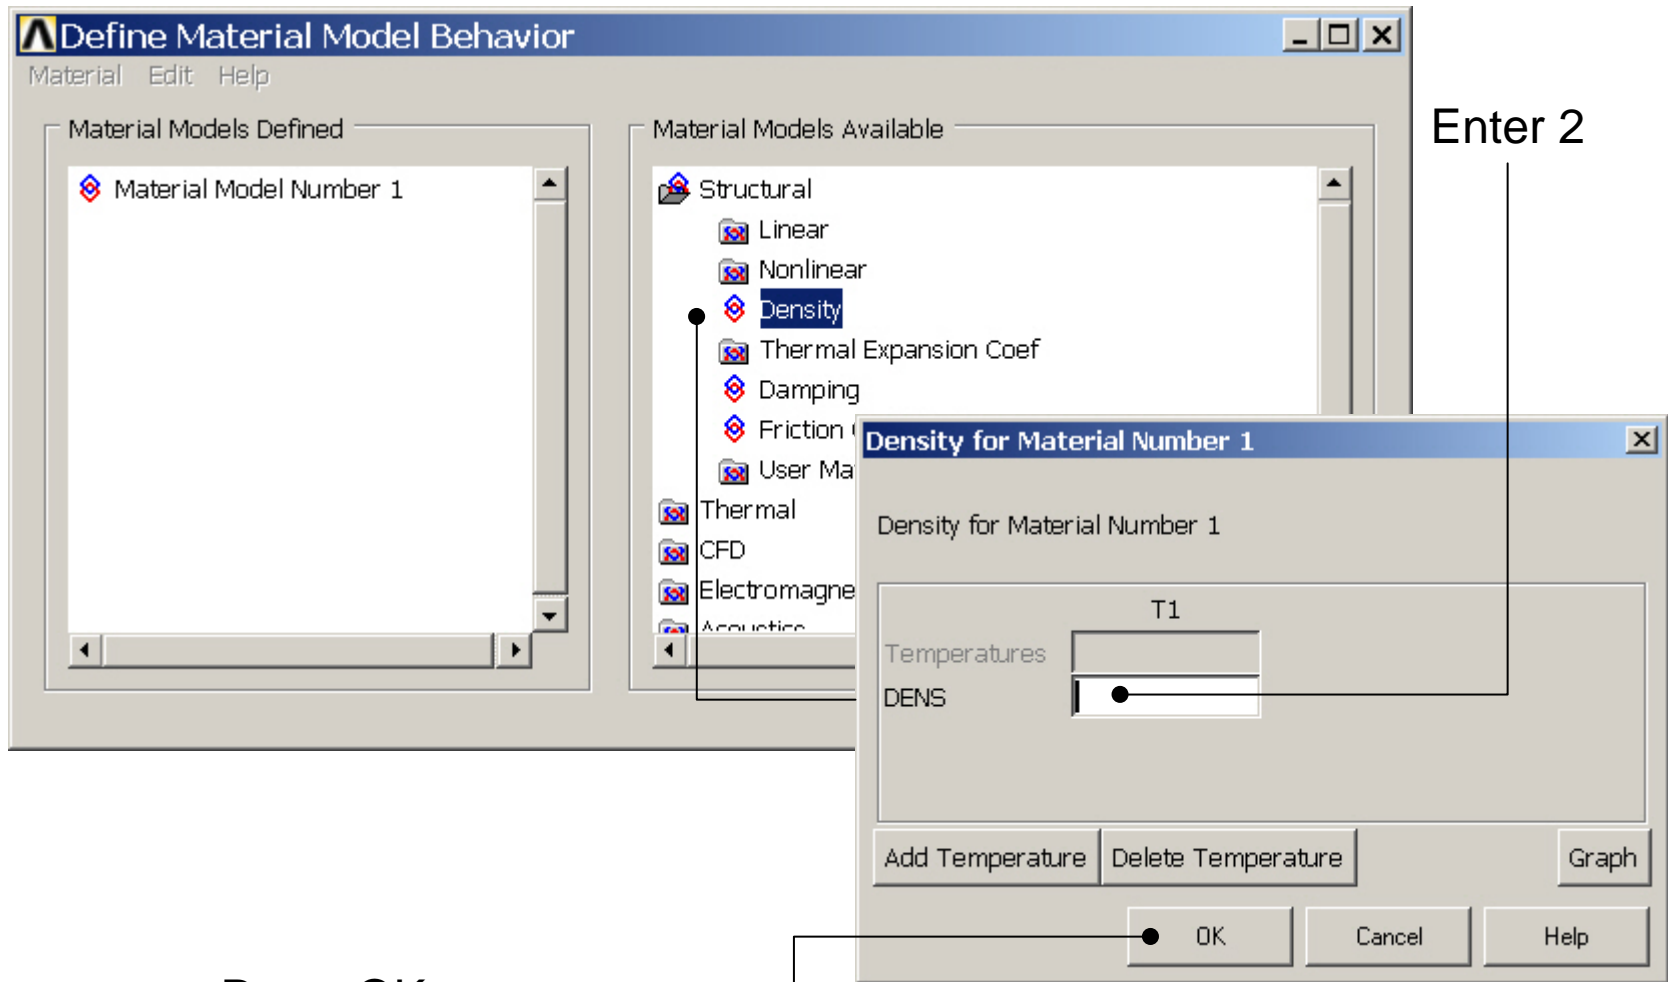 Define Material Model Behavior
Material Edit Help
Material Models Defined
Material Model Number 1
Material Models Available
Structural
Linear
Nonlinear
Density
Thermal Expansion Coef
Damping
Friction
User Ma
Thermal
CFD
Electromagne
Acoustics
Enter 2
Density for Material Number 1
Density for Material Number 1
T1
Temperatures
DENS
Add Temperature Delete Temperature Graph
OK Cancel Help
OK